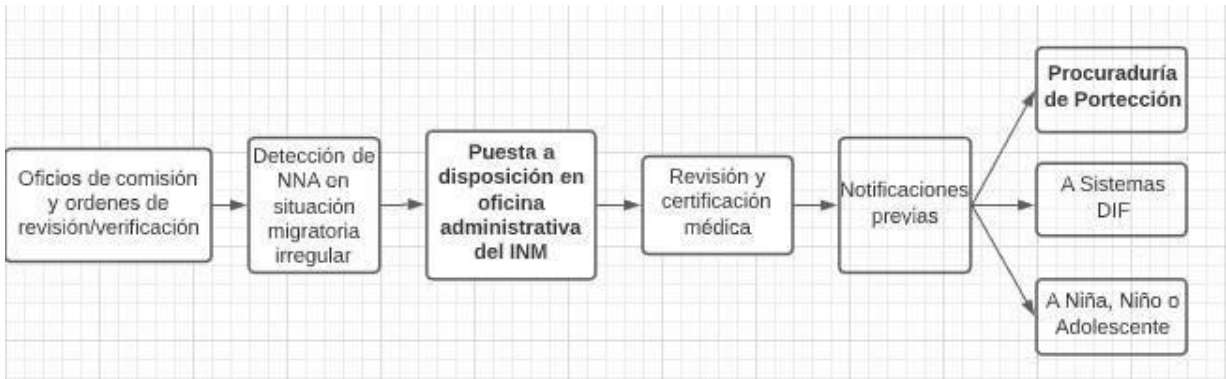 Oficios de comisión
y ordenes de
revisión/verificación
Detección de
NNA en
situación
migratoria
irregular
Puesta a
disposición en
oficina
administrativa
del INM
Revisión y
certificación
médica
Notificaciones
previas
Procuraduría
de Portección
A Sistemas
DIF
A Niña, Niño o
Adolescente